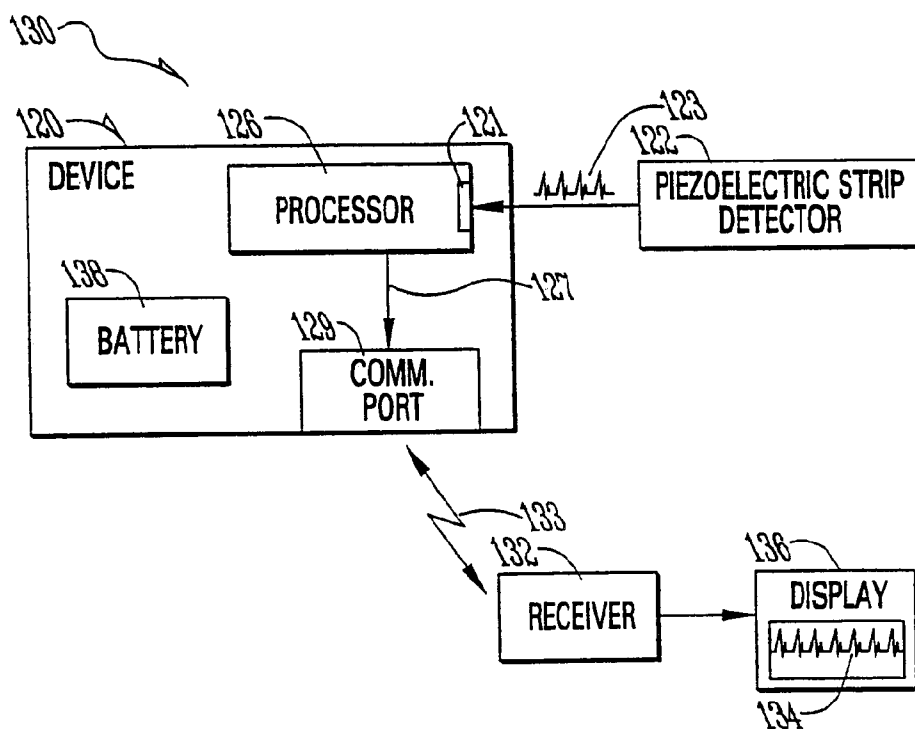 130
120
126
121
123
122
DEVICE
PROCESSOR
PIEZOELECTRIC STRIP
DETECTOR
138
127
BATTERY
129
COMM.
PORT
133
132
136
RECEIVER
DISPLAY
134